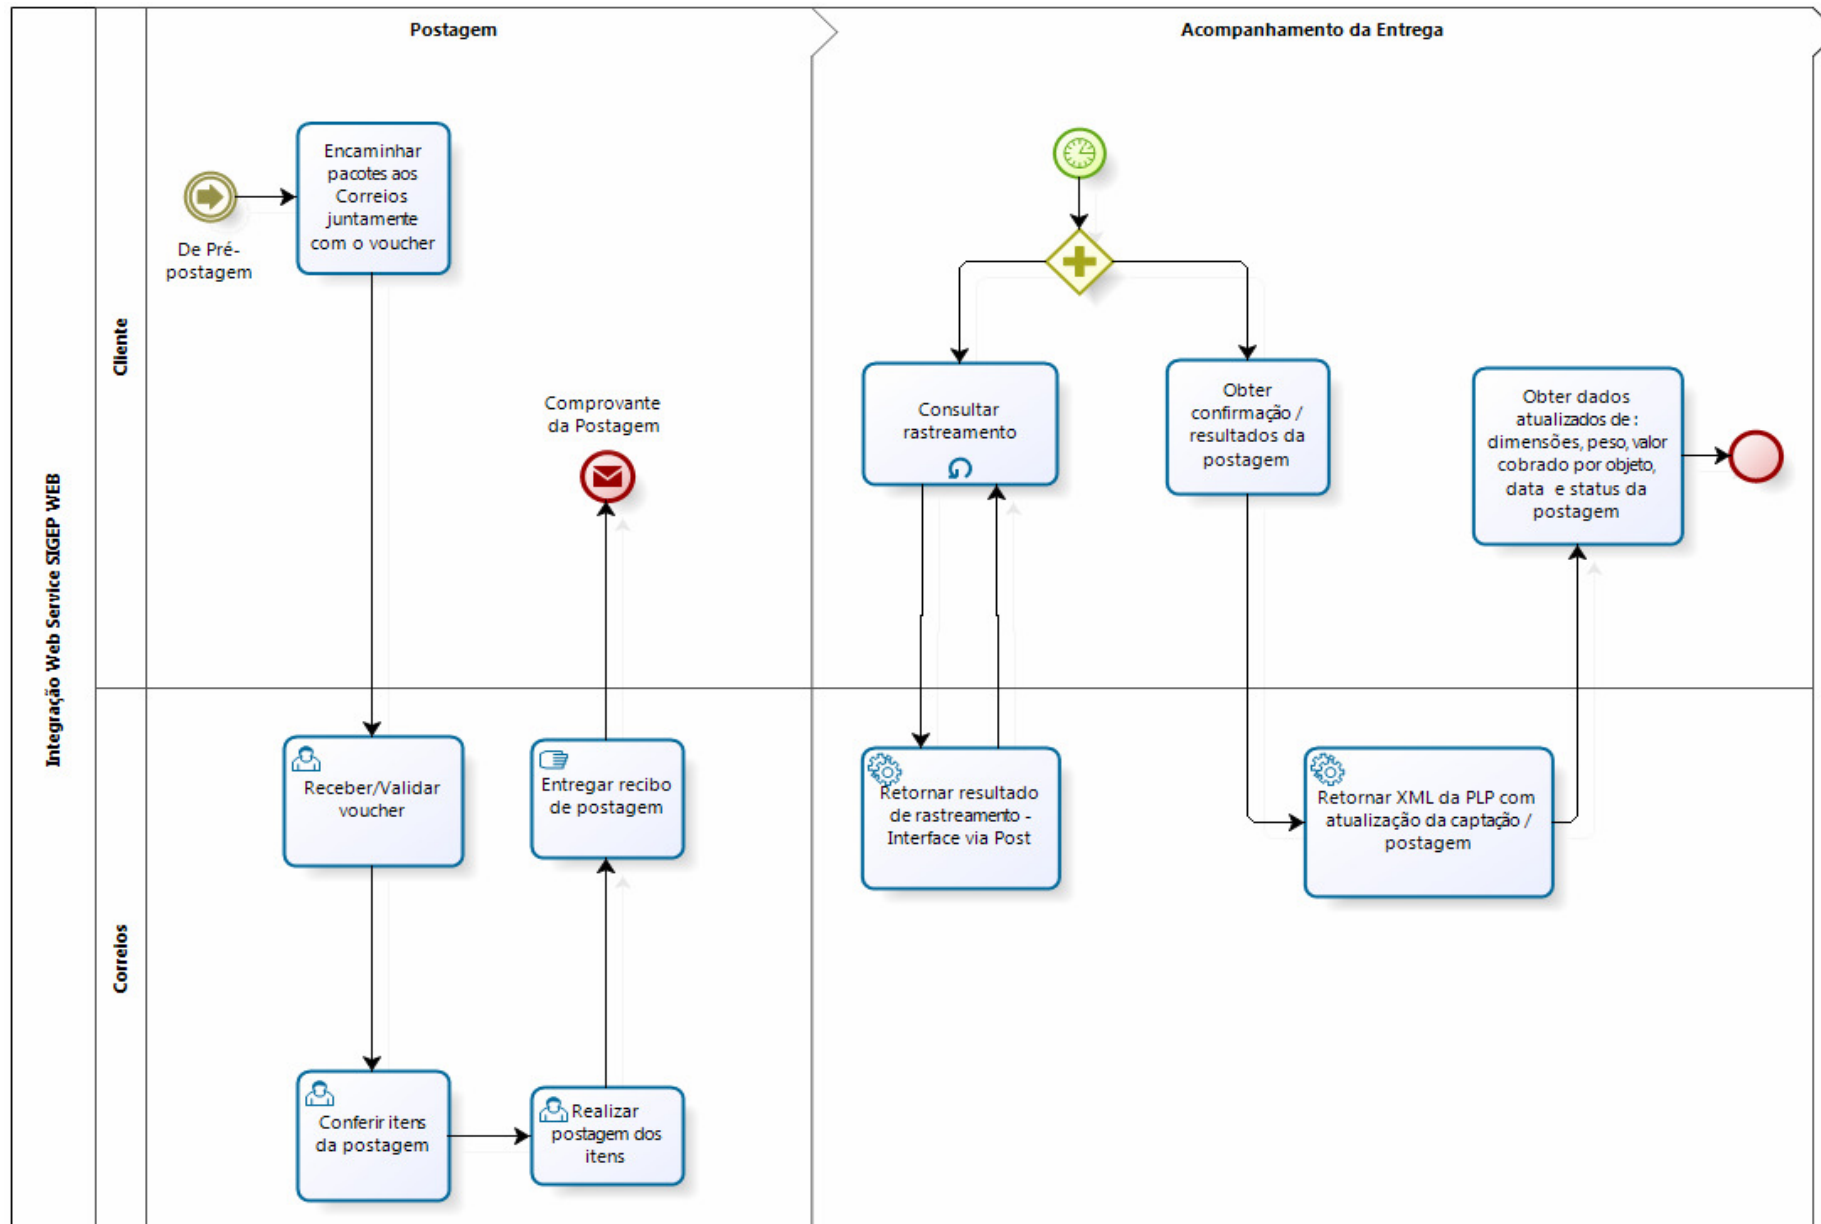 Postagem
Acompanhamento da Entrega
Integração Web Service SIGEP WEB
Cliente
Correios
De Pré-
postagem
Encaminhar
pacotes aos
Correios
juntamente
com o voucher
Comprovante
da Postagem
Receber/Validar
voucher
Entregar recibo
de postagem
Conferir itens
da postagem
Realizar
postagem dos
itens
Consultar
rastreamento
Obter
confirmação /
resultados da
postagem
Obter dados
atualizados de :
dimensões, peso, valor
cobrado por objeto,
data e status da
postagem
Retornar resultado
de rastreamento -
Interface via Post
Retornar XML da PLP com
atualização da captação /
postagem